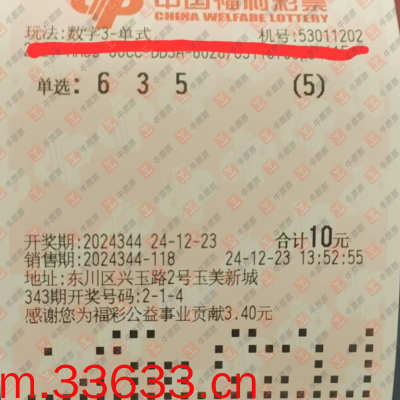 中国福利彩票
CHINA WELFARE LOTTERY
玩法:数字3-单式 机号:53011202
单选: 6 3 5 (5)
开奖期:2024344 24-12-23 合计10元
销售期:2024344-118 24-12-23 13:52:55
地址:东川区兴玉路2号玉美新城
343期开奖号码:2-1-4
感谢您为福彩公益事业贡献3.40元
m.33633.cn